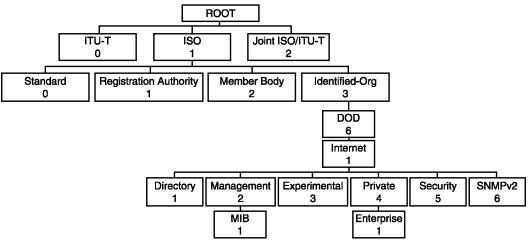 ROOT
ITU-T
0
ISO
1
Joint ISO/ITU-T
2
Standard
0
Registration Authority
1
Member Body
2
Identified-Org
3
DOD
6
Internet
1
Directory
1
Management
2
Experimental
3
Private
4
Security
5
SNMPv2
6
MIB
1
Enterprise
1